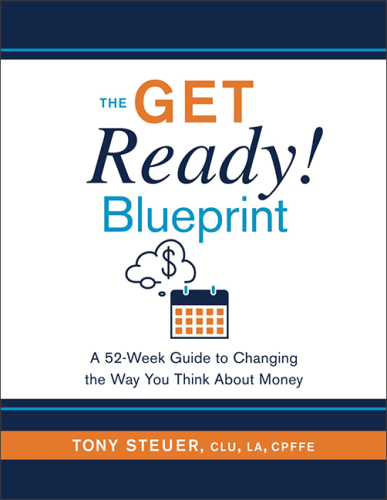 THE GET
Ready!
Blueprint
$
A 52-Week Guide to Changing
the Way You Think About Money
TONY STEUER, CLU, LA, CPFFE